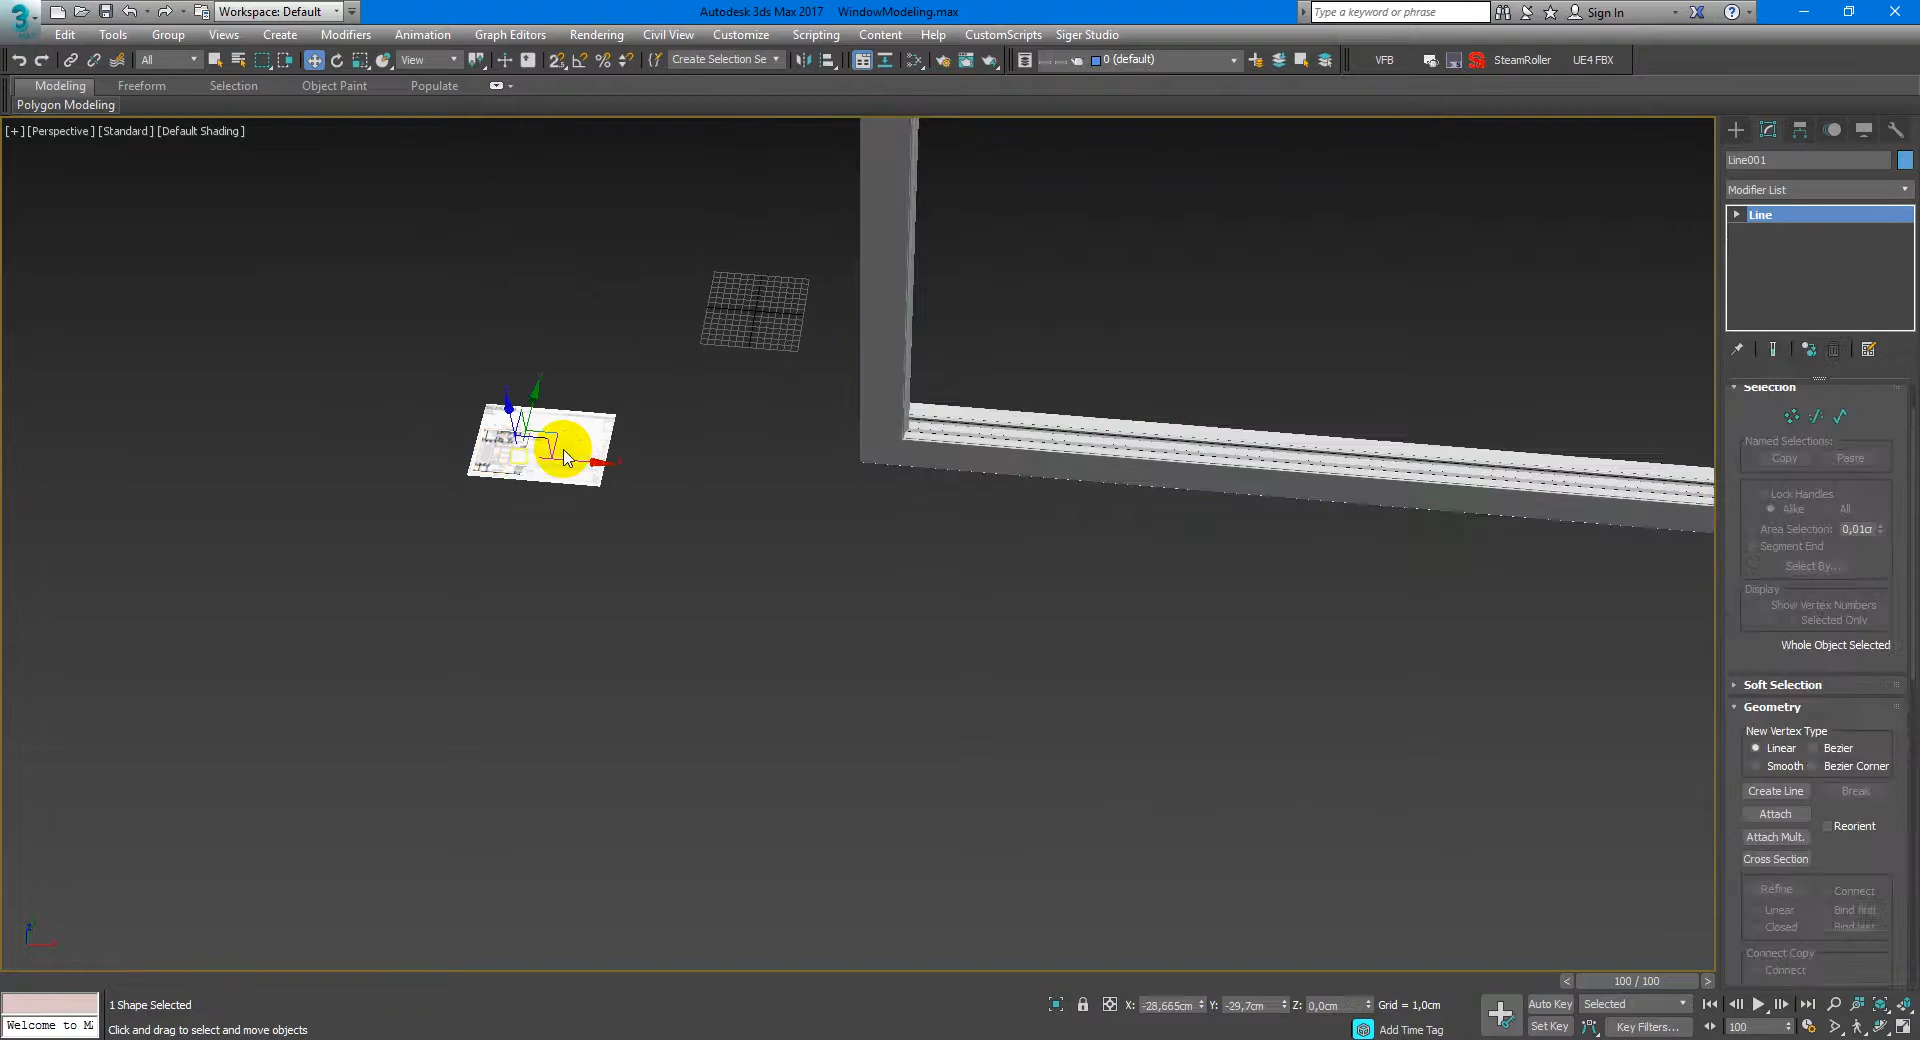 Workspace: Default
Autodesk 3ds Max 2017 WindowModeling.max
Type a keyword or phrase
Sign In
MAX
Edit Tools Group Views Create Modifiers Animation Graph Editors Rendering Civil View Customize Scripting Content Help CustomScripts Siger Studio
All
View
Create Selection Se
0 (default)
VFB
SteamRoller
UE4 FBX
Modeling Freeform Selection Object Paint Populate
Polygon Modeling
[+] [Perspective] [Standard] [Default Shading]
Line001
Modifier List
Line
Selection
Named Selections:
Copy Paste
Lock Handles
Alike All
Area Selection: 0,01cr
Segment End
Select By...
Display
Show Vertex Numbers
Selected Only
Whole Object Selected
Soft Selection
Geometry
New Vertex Type
Linear Bezier
Smooth Bezier Corner
Create Line Break
Attach
Reorient
Attach Mult.
Cross Section
Refine Connect
Linear Bind first
Closed Bind last
Connect Copy
Connect
< 100 / 100 >
1 Shape Selected
Welcome to M
Click and drag to select and move objects
X: -28,665cm Y: -29,7cm Z: 0,0cm Grid = 1,0cm
Add Time Tag
Auto Key Selected
Set Key Key Filters...
100